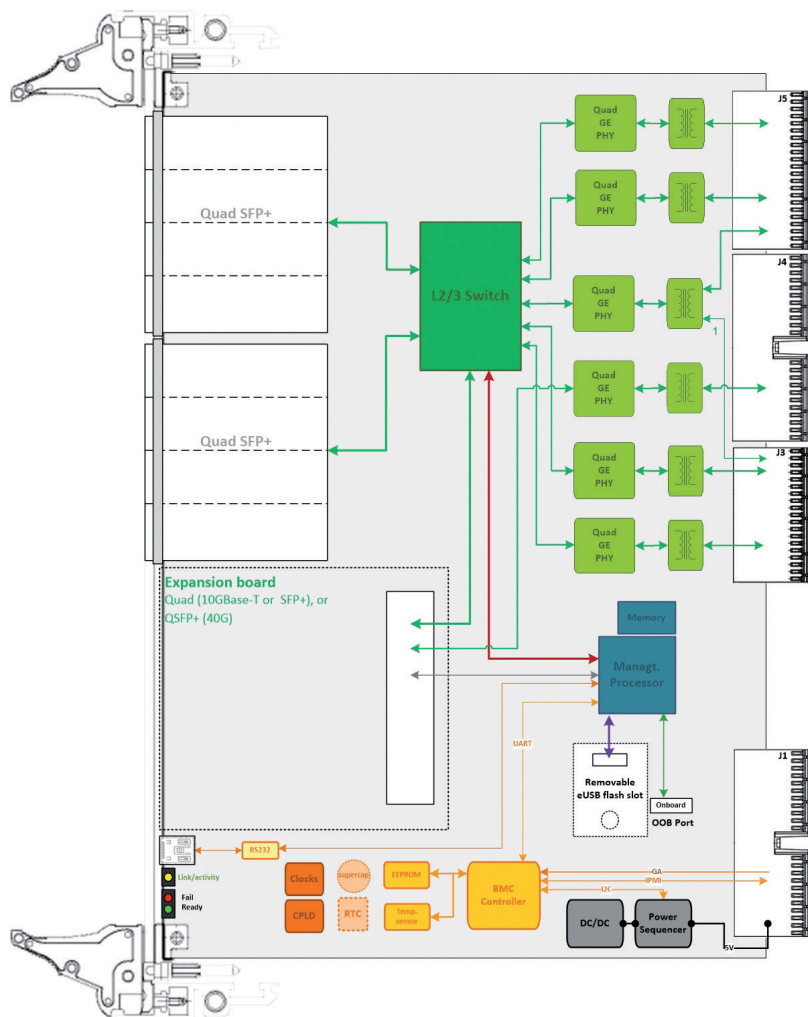 J5
Quad
GE
PHY
Quad SFP+
Quad
GE
PHY
J4
L2/3 Switch
Quad
GE
PHY
1
Quad
GE
PHY
Quad SFP+
J3
Quad
GE
PHY
Quad
GE
PHY
Expansion board
Quad (10GBase-T or SFP+), or
QSFP+ (40G)
Memory
Managt.
Processor
UART
J1
Removable
eUSB flash slot
Onboard
OOB Port
RS232
Link/activity
Fail
Ready
Clocks
supercap
EEPROM
CPLD
RTC
Temp.
sensor
BMC
Controller
GA
IPMI
I2C
DC/DC
Power
Sequencer
5V